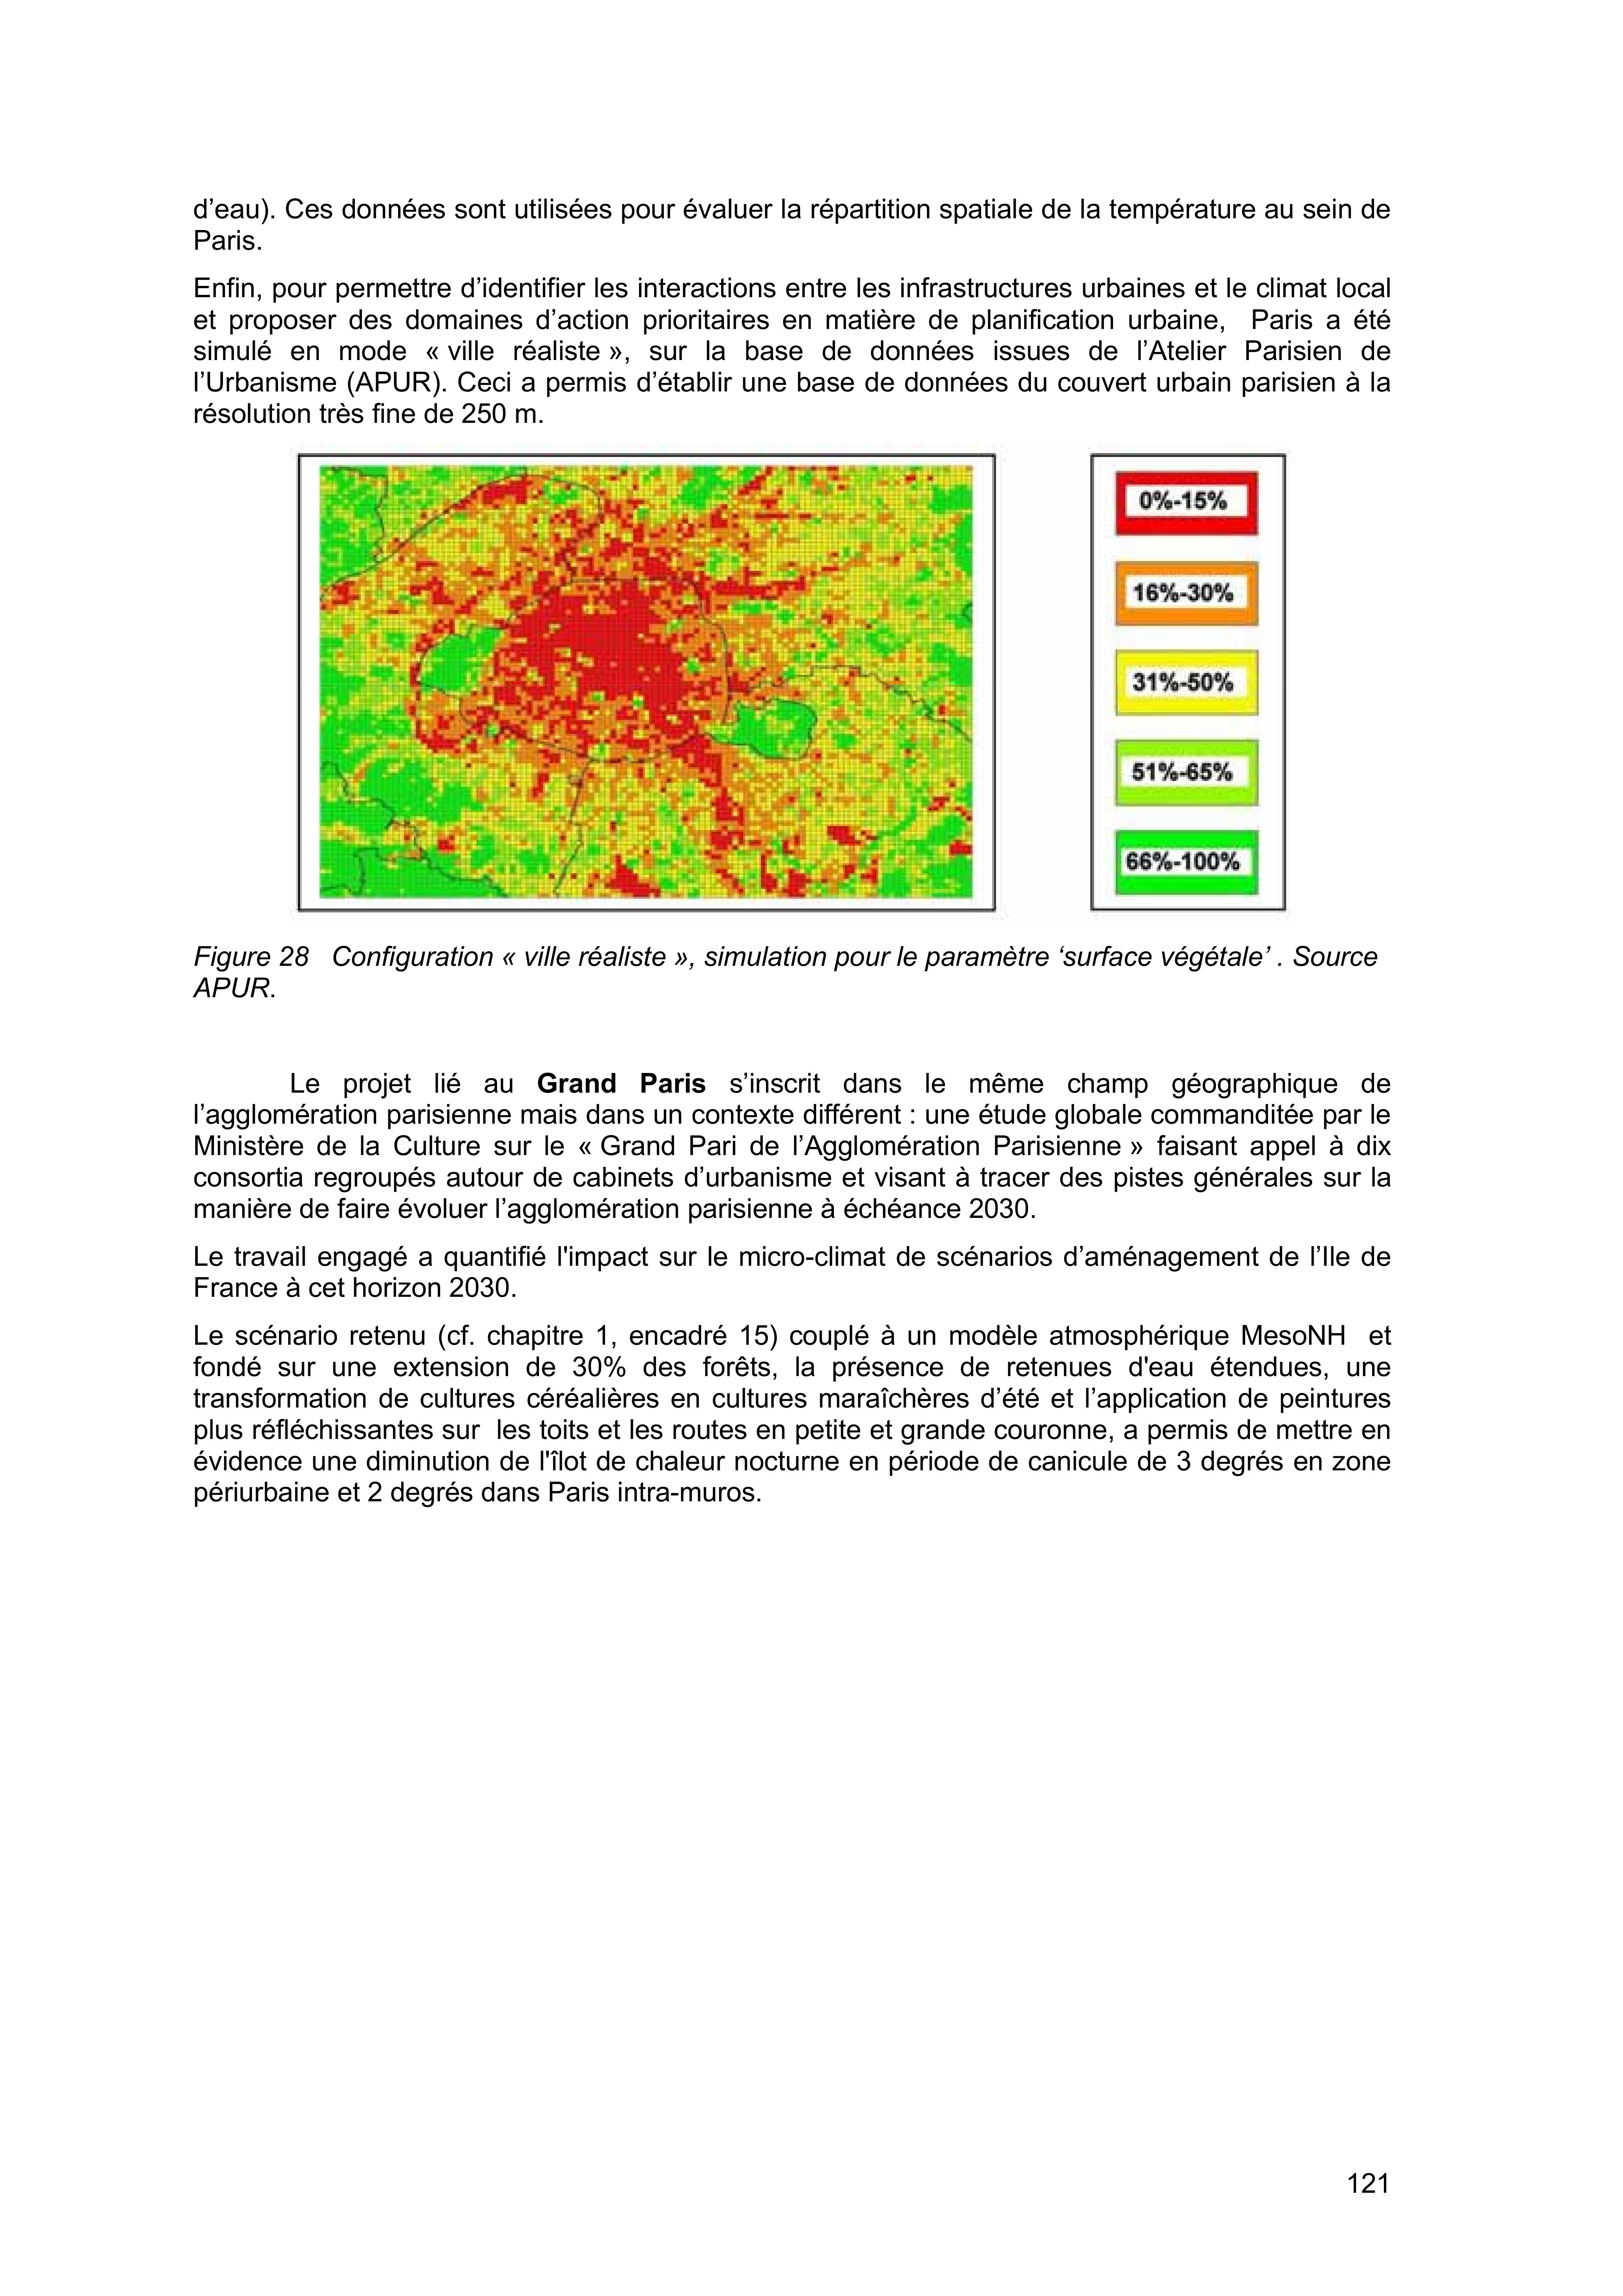 d’eau). Ces données sont utilisées pour évaluer la répartition spatiale de la température au sein de
Paris.
Enfin, pour permettre d’identifier les interactions entre les infrastructures urbaines et le climat local
et proposer des domaines d’action prioritaires en matière de planification urbaine,  Paris a été
simulé en mode « ville réaliste », sur la base de données issues de l’Atelier Parisien de
l’Urbanisme (APUR). Ceci a permis d’établir une base de données du couvert urbain parisien à la
résolution très fine de 250 m.
0%-15%
16%-30%
31%-50%
51%-65%
66%-100%
Figure 28   Configuration « ville réaliste », simulation pour le paramètre ‘surface végétale’ . Source
APUR.
Le projet lié au Grand Paris s’inscrit dans le même champ géographique de
l’agglomération parisienne mais dans un contexte différent : une étude globale commanditée par le
Ministère de la Culture sur le « Grand Pari de l’Agglomération Parisienne » faisant appel à dix
consortia regroupés autour de cabinets d’urbanisme et visant à tracer des pistes générales sur la
manière de faire évoluer l’agglomération parisienne à échéance 2030.
Le travail engagé a quantifié l'impact sur le micro-climat de scénarios d’aménagement de l’Ile de
France à cet horizon 2030.
Le scénario retenu (cf. chapitre 1, encadré 15) couplé à un modèle atmosphérique MesoNH  et
fondé sur une extension de 30% des forêts, la présence de retenues d'eau étendues, une
transformation de cultures céréalières en cultures maraîchères d’été et l’application de peintures
plus réfléchissantes sur  les toits et les routes en petite et grande couronne, a permis de mettre en
évidence une diminution de l'îlot de chaleur nocturne en période de canicule de 3 degrés en zone
périurbaine et 2 degrés dans Paris intra-muros.
121